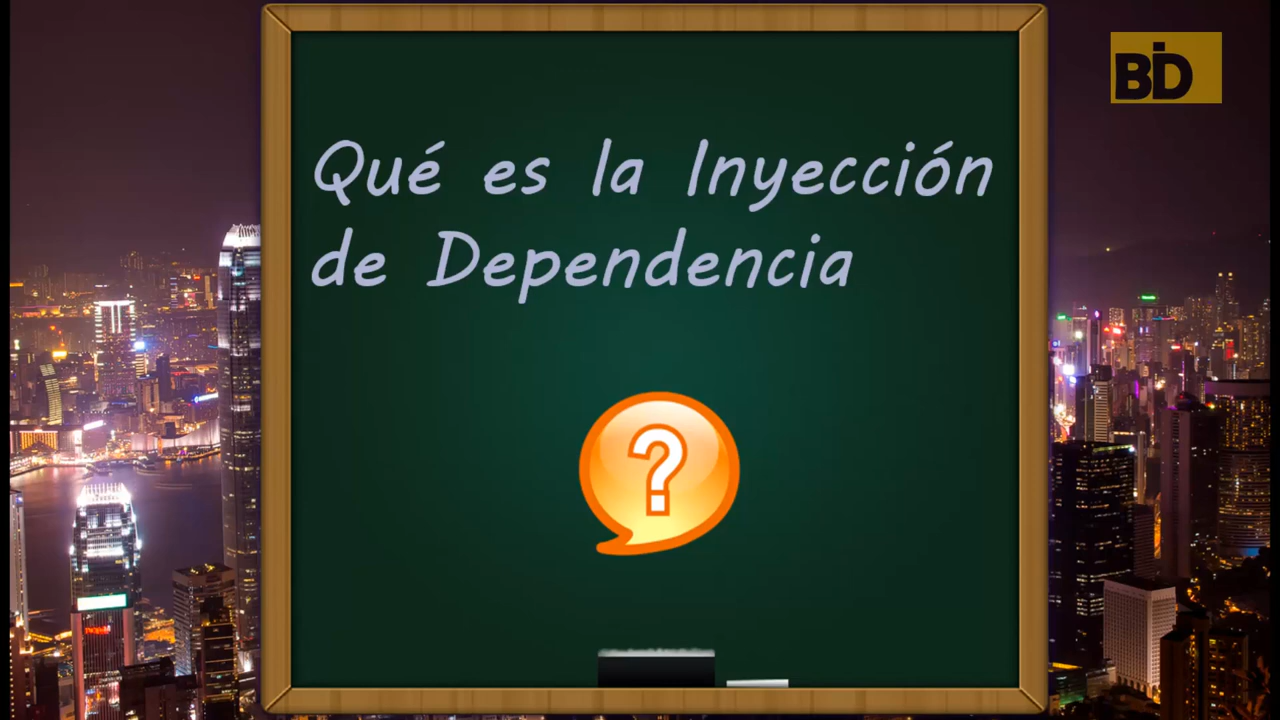 BID
Qué es la Inyección
de Dependencia
?